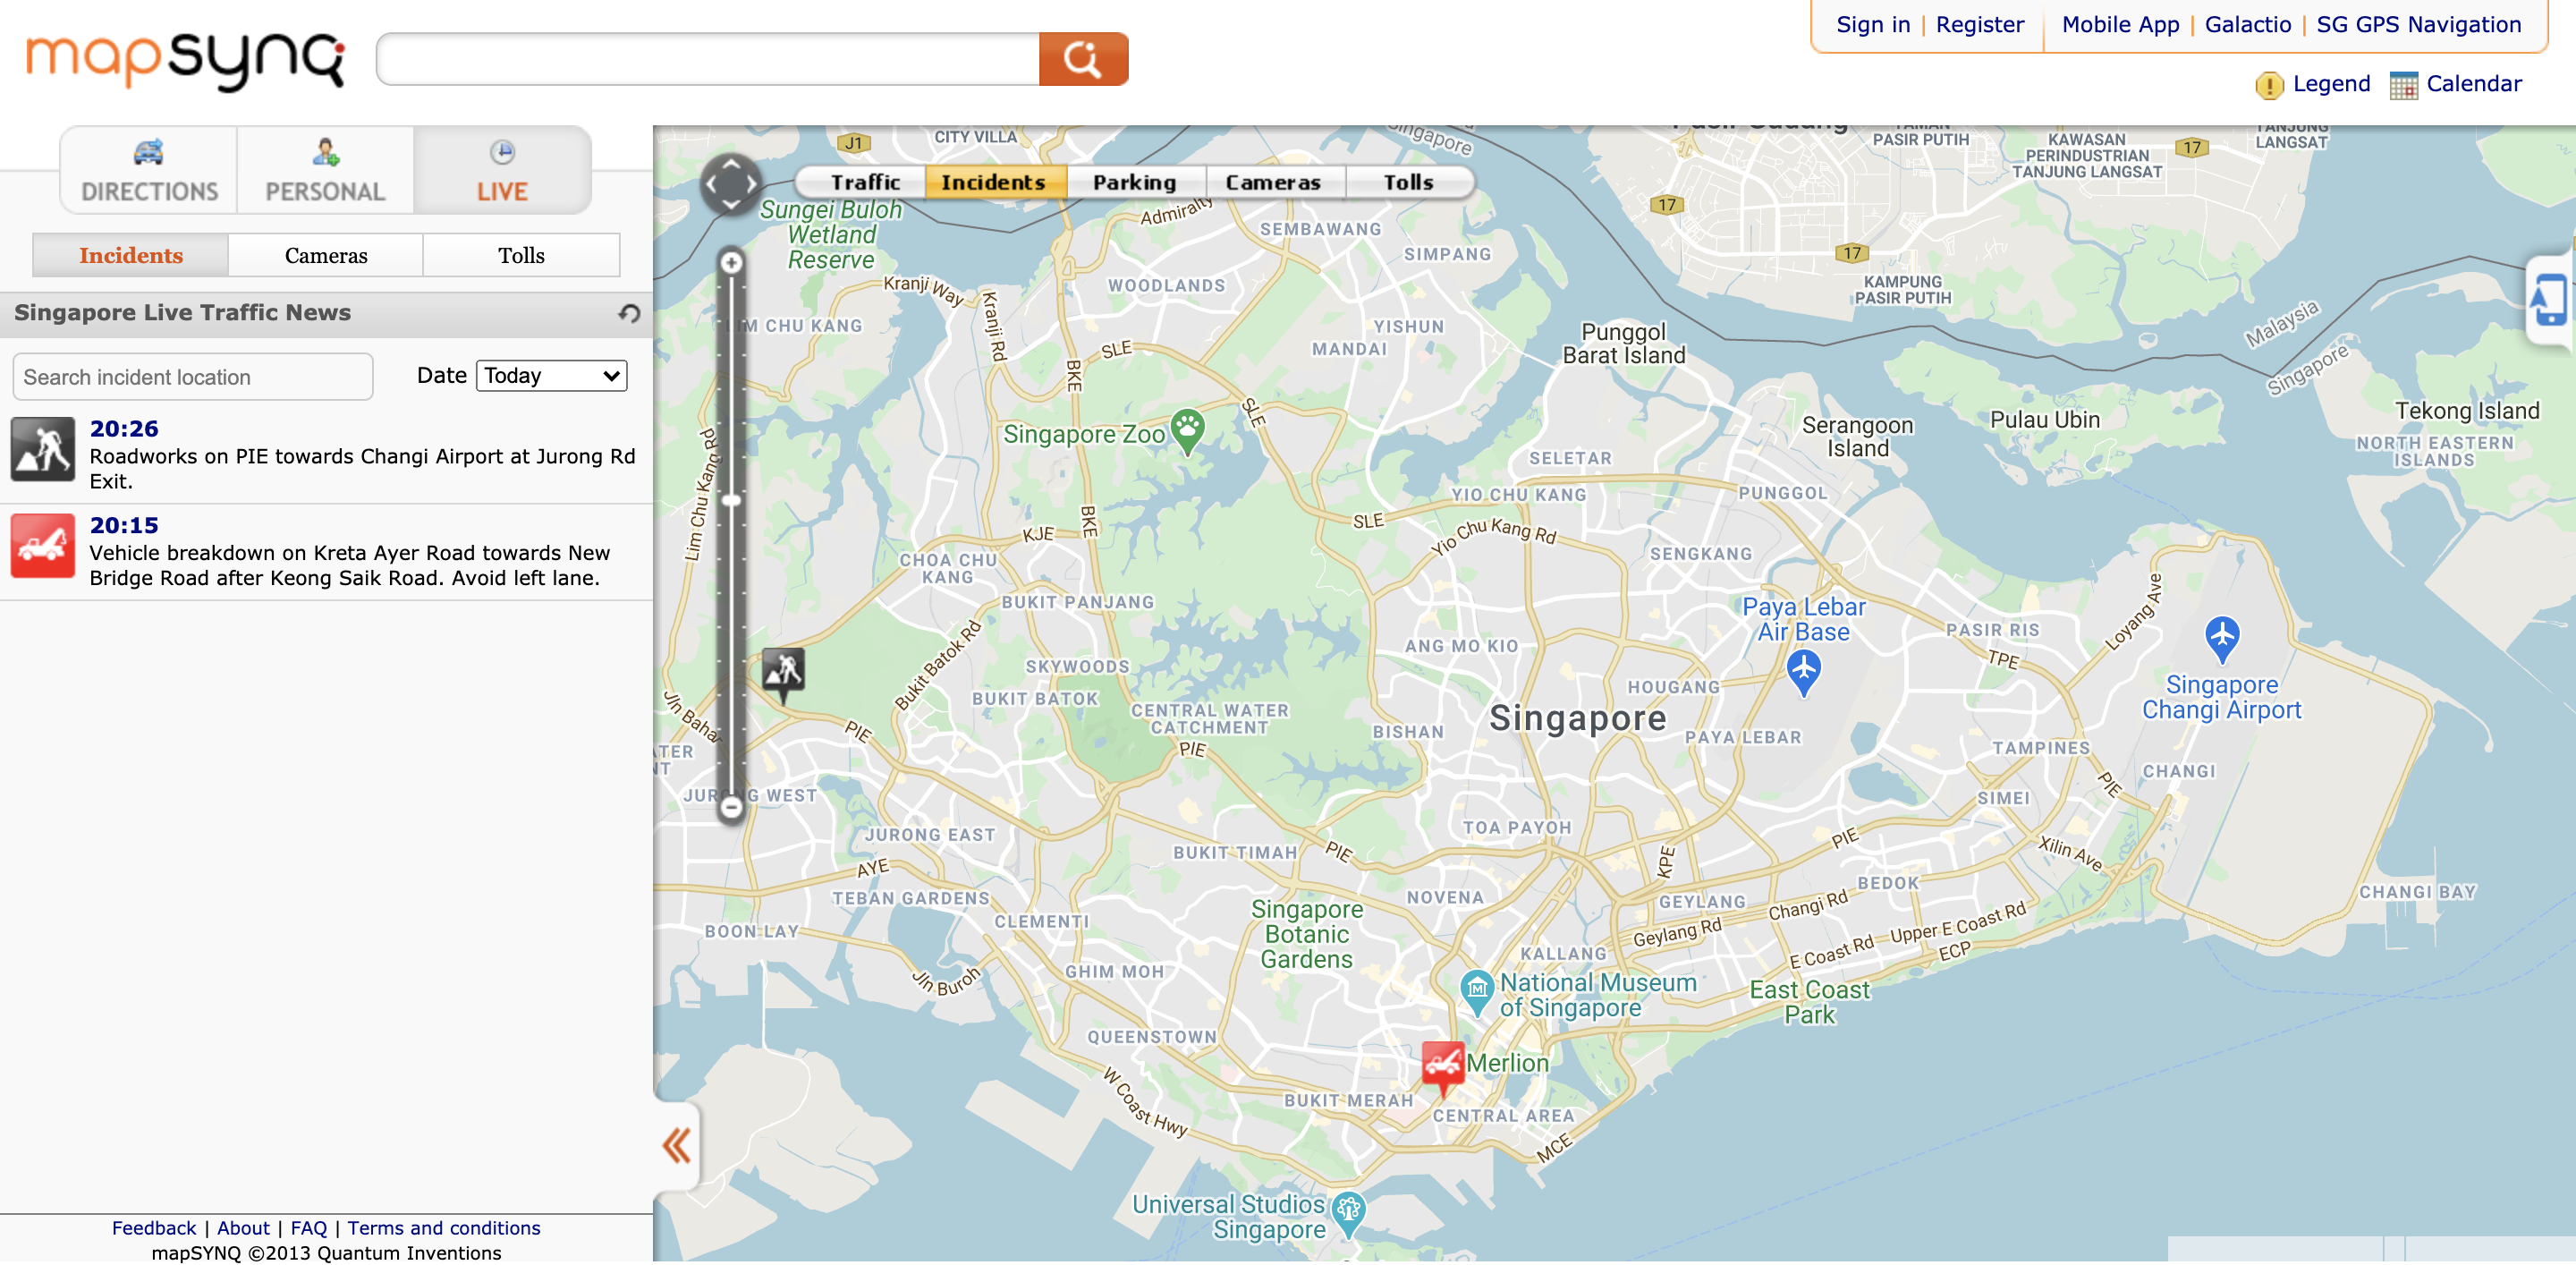 mapsynq
Sign in | Register
Mobile App | Galactio | SG GPS Navigation
Legend
Calendar
DIRECTIONS
PERSONAL
LIVE
Incidents
Cameras
Tolls
Singapore Live Traffic News
Search incident location
Date
Today
20:26
Roadworks on PIE towards Changi Airport at Jurong Rd
Exit.
20:15
Vehicle breakdown on Kreta Ayer Road towards New
Bridge Road after Keong Saik Road. Avoid left lane.
Feedback | About | FAQ | Terms and conditions
mapSYNQ ©2013 Quantum Inventions
Traffic
Incidents
Parking
Cameras
Tolls
J1
CITY VILLA
Singapore
PASIR PUTIH
KAWASAN
PERINDUSTRIAN
TANJUNG LANGSAT
17
TANJUNG
LANGSAT
17
17
KAMPUNG
PASIR PUTIH
Sungei Buloh
Wetland
Reserve
Admiralty
SEMBAWANG
SIMPANG
Kranji Way
Kranji Rd
WOODLANDS
CHU KANG
YISHUN
MANDAI
SLE
BKE
Punggol
Barat Island
Malaysia
Singapore
Singapore Zoo
SLE
Serangoon
Island
Pulau Ubin
Tekong Island
NORTH EASTERN
ISLANDS
Lim Chu Kang Rd
SELETAR
YIO CHU KANG
PUNGGOL
KJE
BKE
SLE
Yio Chu Kang Rd
SENGKANG
CHOA CHU
KANG
BUKIT PANJANG
Paya Lebar
Air Base
Loyang Ave
PASIR RIS
TPE
ANG MO KIO
SKYWOODS
Bukit Batok Rd
BUKIT BATOK
HOUGANG
Singapore
Changi Airport
Jln Bahar
PIE
CENTRAL WATER
CATCHMENT
PIE
BISHAN
Singapore
PAYA LEBAR
TAMPINES
CHANGI
PIE
JURONG WEST
SIMEI
JURONG EAST
BUKIT TIMAH
PIE
TOA PAYOH
KPE
PIE
Xilin Ave
AYE
TEBAN GARDENS
NOVENA
GEYLANG
Changi Rd
BEDOK
CHANGI BAY
BOON LAY
CLEMENTI
Singapore
Botanic
Gardens
Geylang Rd
E Coast Rd
Upper E Coast Rd
ECP
KALLANG
Jln Buroh
GHIM MOH
National Museum
of Singapore
East Coast
Park
QUEENSTOWN
Merlion
W Coast Hwy
BUKIT MERAH
CENTRAL AREA
MCE
Universal Studios
Singapore